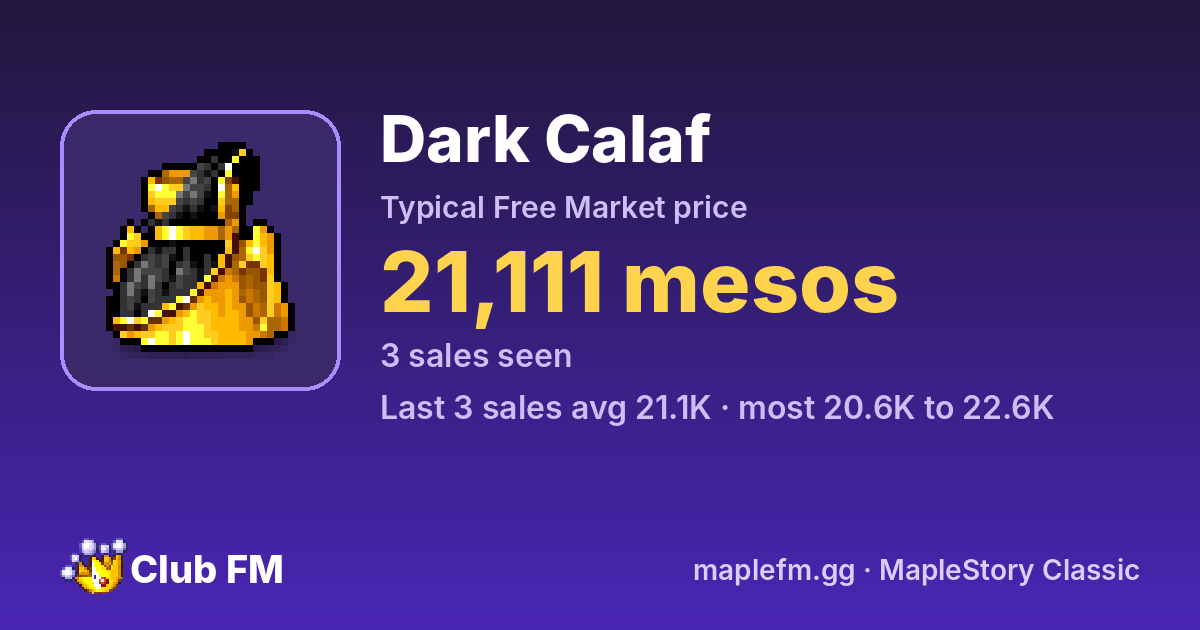 Dark Calaf
Typical Free Market price
21,111 mesos
3 sales seen
Last 3 sales avg 21.1K · most 20.6K to 22.6K
Club FM
maplefm.gg · MapleStory Classic